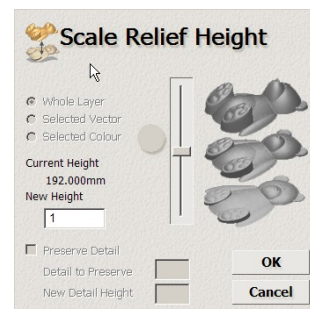 Scale Relief Height
Whole Layer
Selected Vector
Selected Colour
Current Height
192.000mm
New Height
1
Preserve Detail
Detail to Preserve
New Detail Height
OK
Cancel